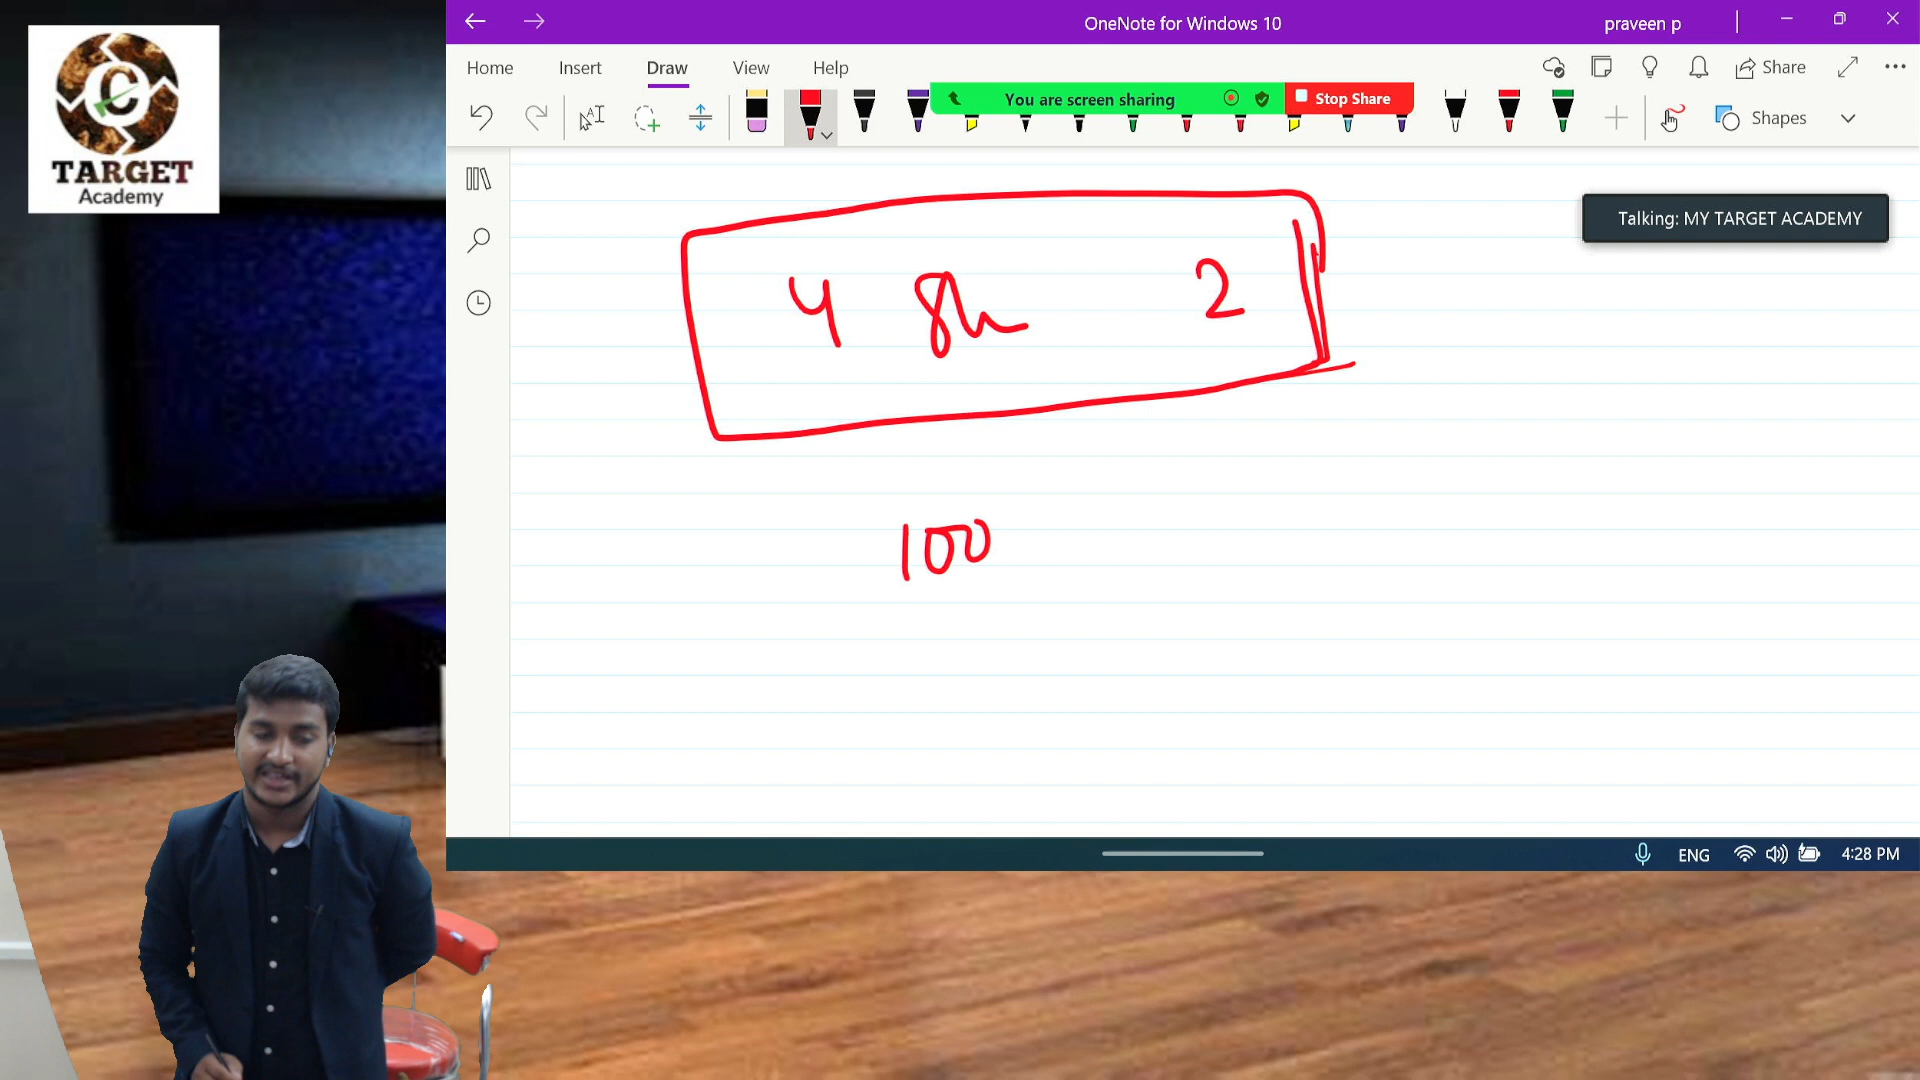 TARGET
Academy
OneNote for Windows 10
praveen p
Home Insert Draw View Help
Share
You are screen sharing
Stop Share
Shapes
Talking: MY TARGET ACADEMY
4 8h 2
100
ENG
4:28 PM